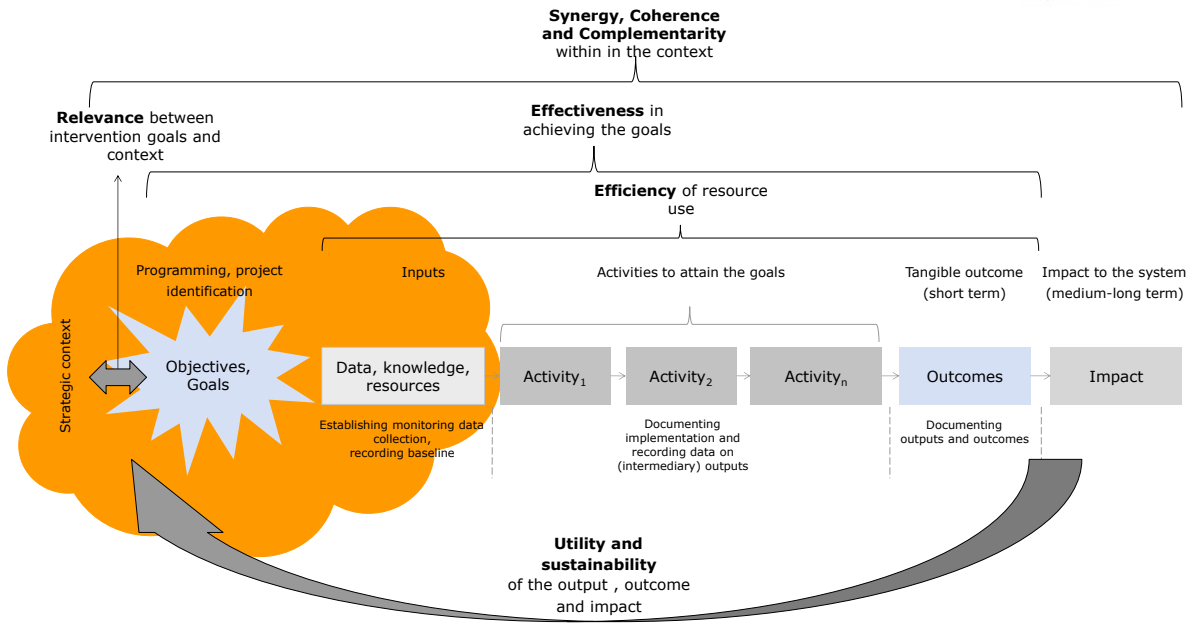 Synergy, Coherence
and Complementarity
within in the context
Relevance between
intervention goals and
context
Effectiveness in
achieving the goals
Efficiency of resource
use
Programming, project
identification
Inputs
Activities to attain the goals
Tangible outcome
(short term)
Impact to the system
(medium-long term)
Strategic context
Objectives,
Goals
Data, knowledge,
resources
Activity1
Activity2
Activityn
Outcomes
Impact
Establishing monitoring data
collection,
recording baseline
Documenting
implementation and
recording data on
(intermediary) outputs
Documenting
outputs and outcomes
Utility and
sustainability
of the output , outcome
and impact